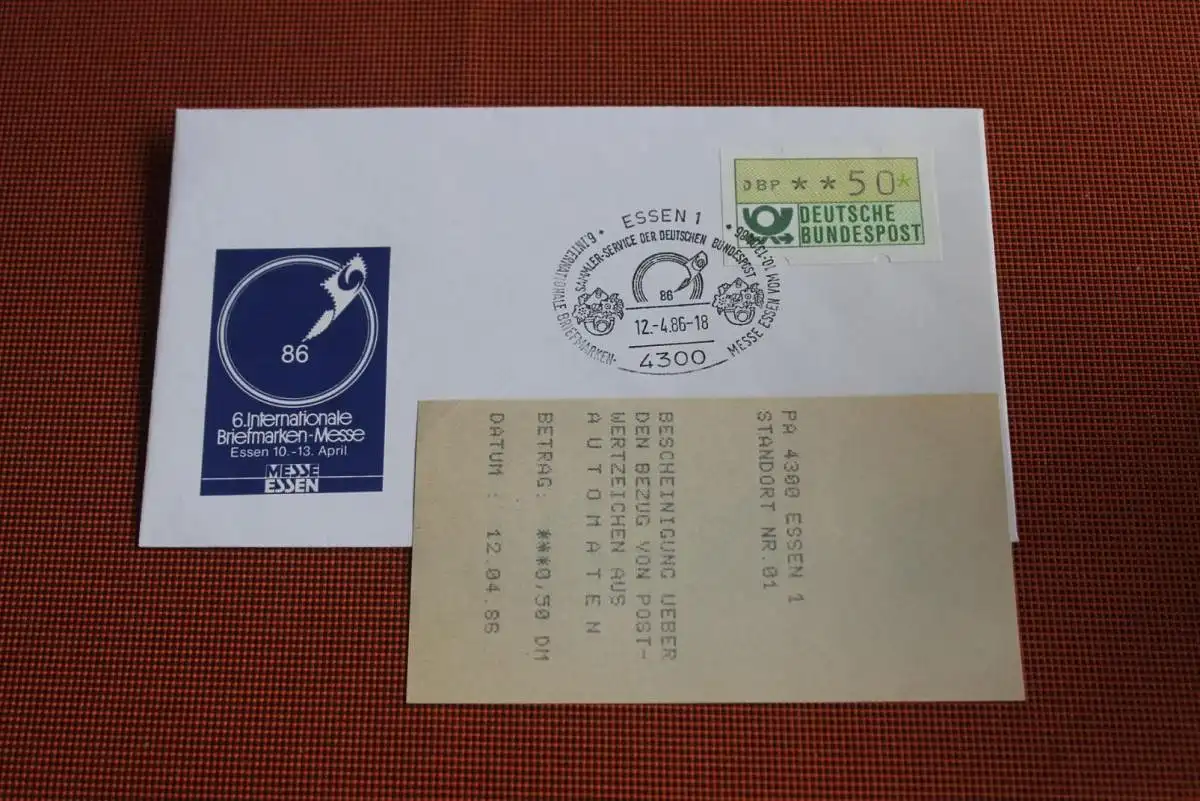 DBP **50*
DEUTSCHE
BUNDESPOST
ESSEN 1
* 6.INTERNATIONALE BRIEFMARKEN-
MESSE ESSEN VOM 10.-13.
SAMMLER-SERVICE DER DEUTSCHEN BUNDESPOST
86
12.-4.86-18
4300
86
6.Internationale
Briefmarken-Messe
Essen 10.-13. April
MESSE
ESSEN
PA 4300 ESSEN 1
STANDORT NR.01
BESCHEINIGUNG UEBER
DEN BEZUG VON POST-
WERTZEICHEN AUS
A U T O M A T E N
BETRAG: ***0,50 DM
DATUM : 12.04.86